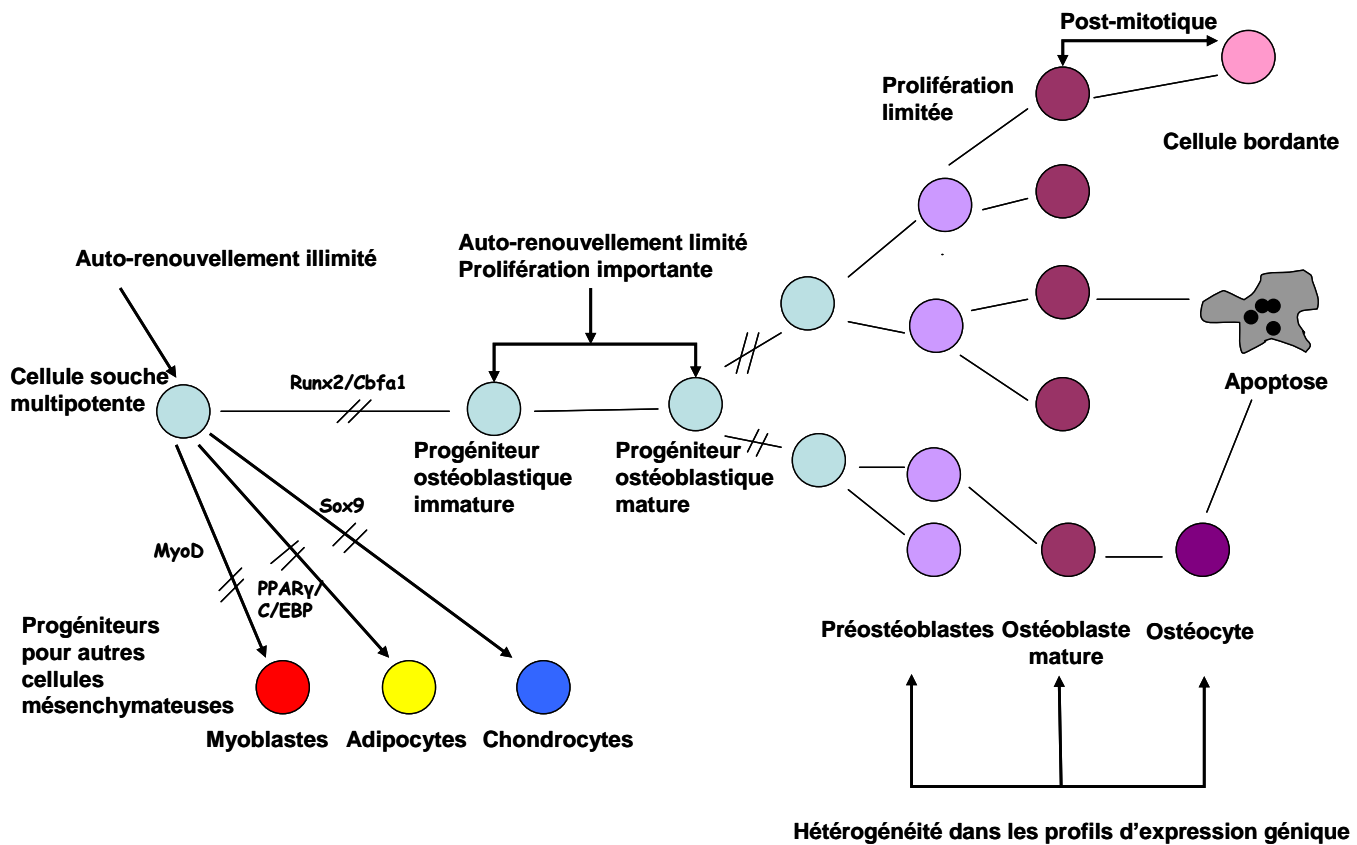 Post-mitotique
Prolifération
limitée
Cellule bordante
Auto-renouvellement illimité
Auto-renouvellement limité
Prolifération importante
Cellule souche
multipotente
Runx2/Cbfa1
Progéniteur
ostéoblastique
immature
Progéniteur
ostéoblastique
mature
Apoptose
Sox9
MyoD
PPARγ/
C/EBP
Progéniteurs
pour autres
cellules
mésenchymateuses
Myoblastes
Adipocytes
Chondrocytes
Préostéoblastes
Ostéoblaste
mature
Ostéocyte
Hétérogénéité dans les profils d’expression génique